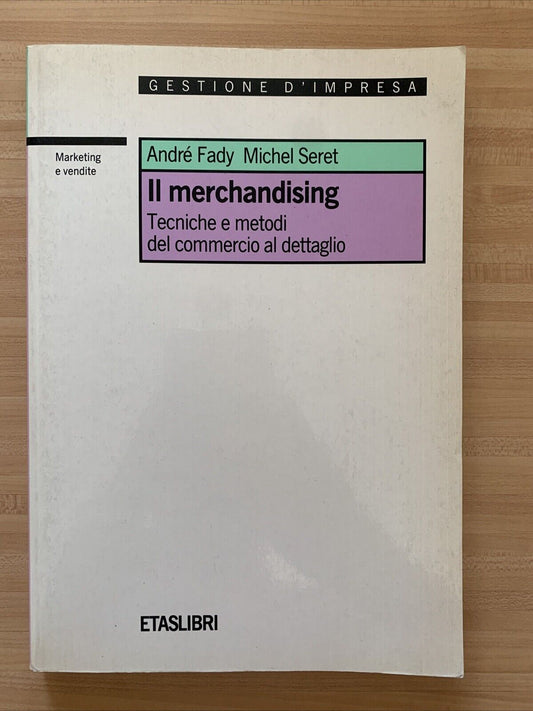 GESTIONE D'IMPRESA
Marketing
e vendite
André Fady Michel Seret
Il merchandising
Tecniche e metodi
del commercio al dettaglio
ETASLIBRI